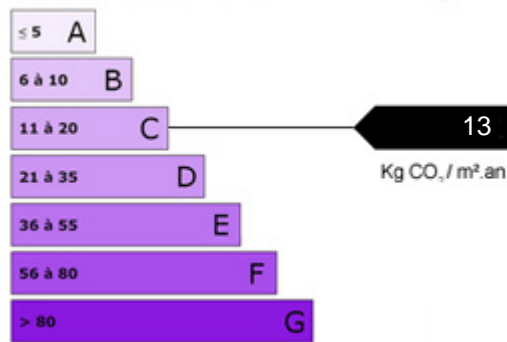 ≤ 5 A
6 à 10 B
11 à 20 C
13
Kg CO₂ / m².an
21 à 35 D
36 à 55 E
56 à 80 F
> 80 G